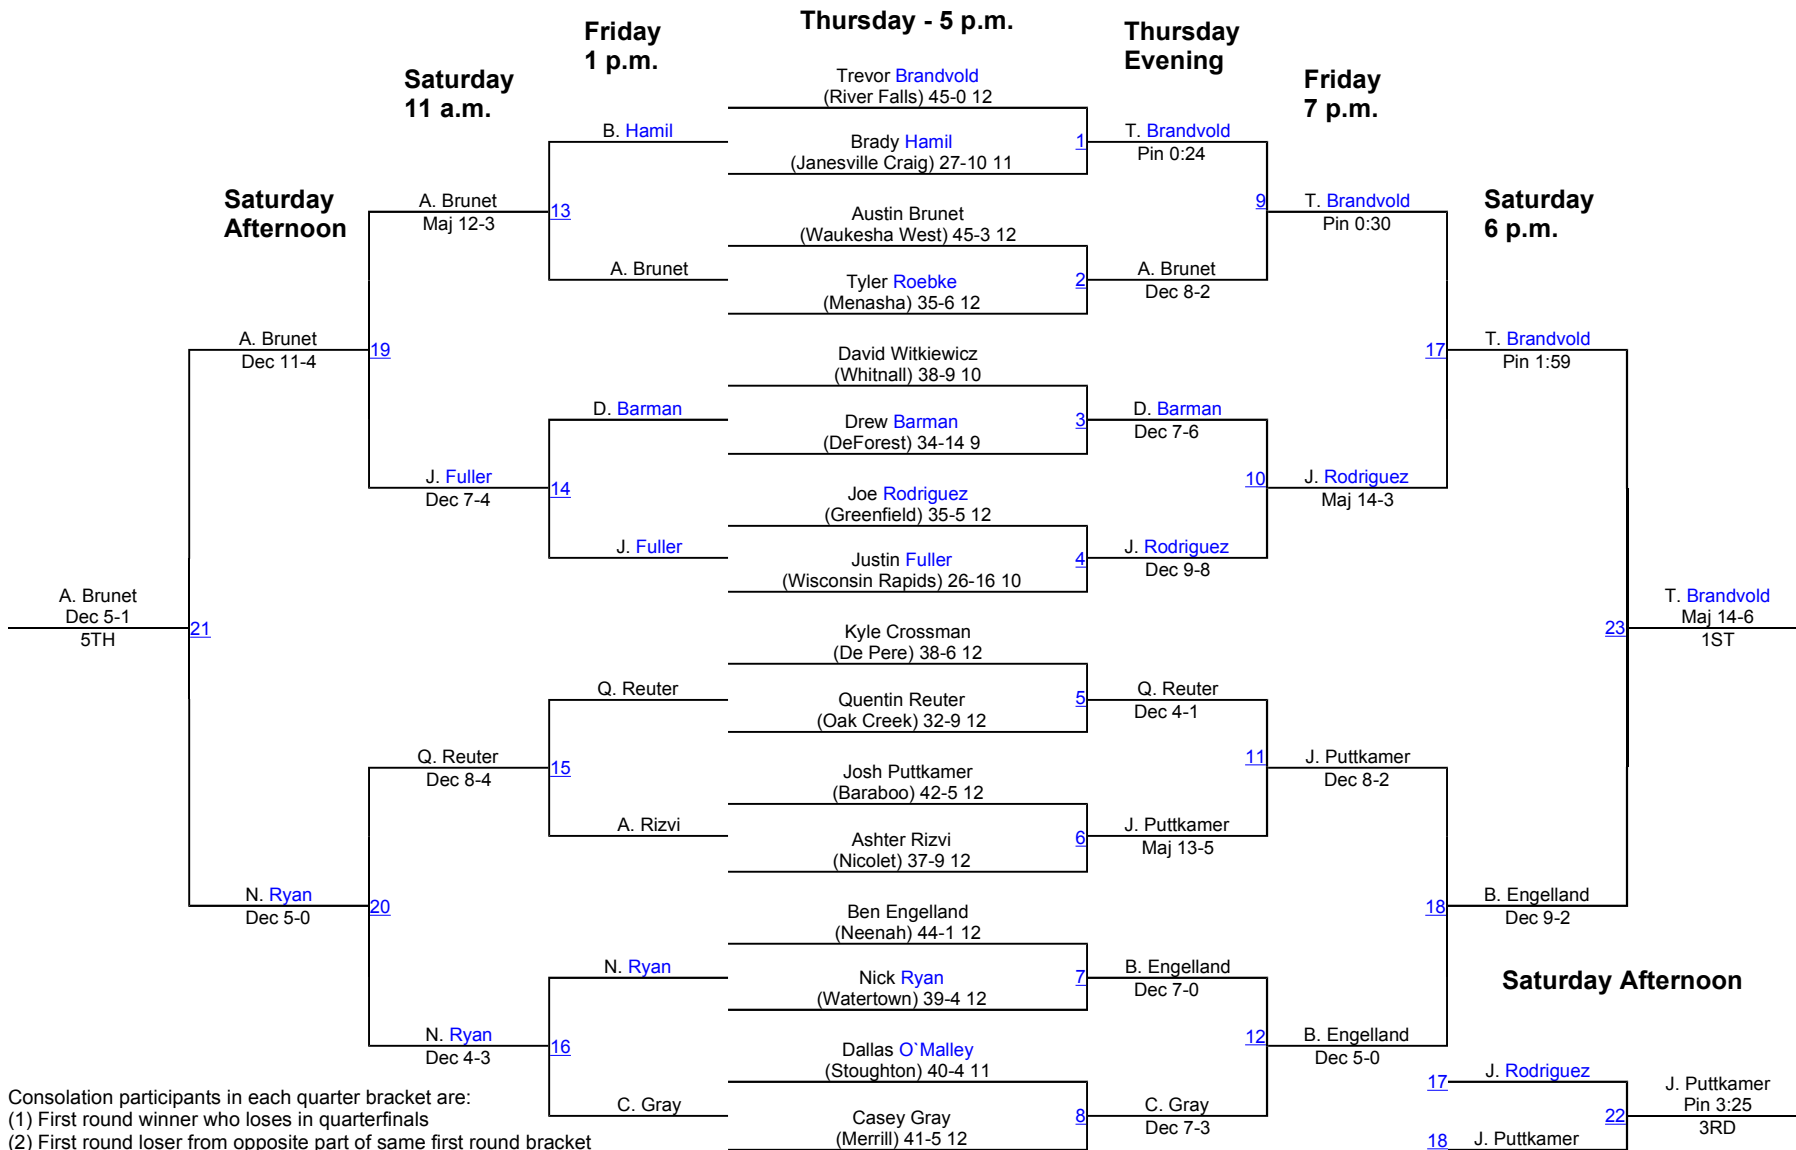 Thursday - 5 p.m.
Friday
1 p.m.
Thursday
Evening
Saturday
11 a.m.
Friday
7 p.m.
Saturday
Afternoon
Saturday
6 p.m.
Trevor Brandvold
(River Falls) 45-0 12
Brady Hamil
(Janesville Craig) 27-10 11
1
Austin Brunet
(Waukesha West) 45-3 12
Tyler Roebke
(Menasha) 35-6 12
2
David Witkiewicz
(Whitnall) 38-9 10
Drew Barman
(DeForest) 34-14 9
3
Joe Rodriguez
(Greenfield) 35-5 12
Justin Fuller
(Wisconsin Rapids) 26-16 10
4
Kyle Crossman
(De Pere) 38-6 12
Quentin Reuter
(Oak Creek) 32-9 12
5
Josh Puttkamer
(Baraboo) 42-5 12
Ashter Rizvi
(Nicolet) 37-9 12
6
Ben Engelland
(Neenah) 44-1 12
Nick Ryan
(Watertown) 39-4 12
7
Dallas O`Malley
(Stoughton) 40-4 11
Casey Gray
(Merrill) 41-5 12
8
T. Brandvold
Pin 0:24
9
A. Brunet
Dec 8-2
D. Barman
Dec 7-6
10
J. Rodriguez
Dec 9-8
Q. Reuter
Dec 4-1
11
J. Puttkamer
Maj 13-5
B. Engelland
Dec 7-0
12
C. Gray
Dec 7-3
T. Brandvold
Pin 0:30
17
J. Rodriguez
Maj 14-3
J. Puttkamer
Dec 8-2
18
B. Engelland
Dec 5-0
T. Brandvold
Pin 1:59
23
B. Engelland
Dec 9-2
T. Brandvold
Maj 14-6
1ST
B. Hamil
13
A. Brunet
D. Barman
14
J. Fuller
Q. Reuter
15
A. Rizvi
N. Ryan
16
C. Gray
A. Brunet
Maj 12-3
19
J. Fuller
Dec 7-4
Q. Reuter
Dec 8-4
20
N. Ryan
Dec 4-3
A. Brunet
Dec 11-4
21
N. Ryan
Dec 5-0
A. Brunet
Dec 5-1
5TH
Saturday Afternoon
17
J. Rodriguez
22
18
J. Puttkamer
J. Puttkamer
Pin 3:25
3RD
Consolation participants in each quarter bracket are:
(1) First round winner who loses in quarterfinals
(2) First round loser from opposite part of same first round bracket